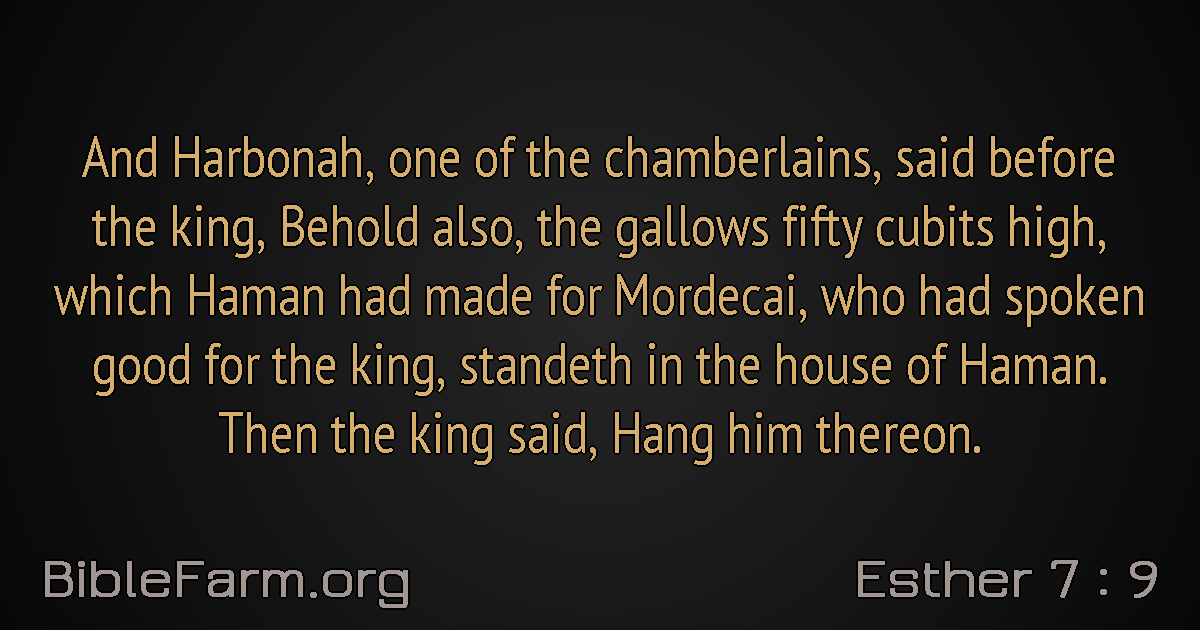 And Harbonah, one of the chamberlains, said before
the king, Behold also, the gallows fifty cubits high,
which Haman had made for Mordecai, who had spoken
good for the king, standeth in the house of Haman.
Then the king said, Hang him thereon.
BibleFarm.org
Esther 7 : 9